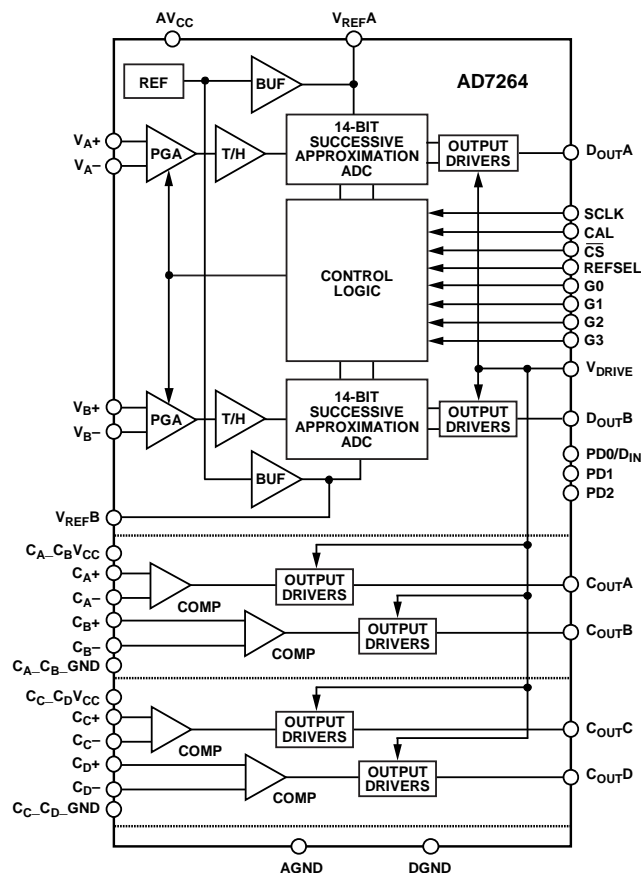 AVCC
VREFA
REF
BUF
AD7264
VA+
VA–
PGA
T/H
14-BIT
SUCCESSIVE
APPROXIMATION
ADC
OUTPUT
DRIVERS
DOUTA
SCLK
CAL
CS
REFSEL
G0
G1
G2
G3
CONTROL
LOGIC
VDRIVE
VB+
VB–
PGA
T/H
14-BIT
SUCCESSIVE
APPROXIMATION
ADC
OUTPUT
DRIVERS
DOUTB
PD0/DIN
PD1
PD2
BUF
VREFB
CA_CBVCC
CA+
CA–
COMP
OUTPUT
DRIVERS
COUTA
CB+
CB–
COMP
OUTPUT
DRIVERS
COUTB
CA_CB_GND
CC_CDVCC
CC+
CC–
COMP
OUTPUT
DRIVERS
COUTC
CD+
CD–
COMP
OUTPUT
DRIVERS
COUTD
CC_CD_GND
AGND
DGND